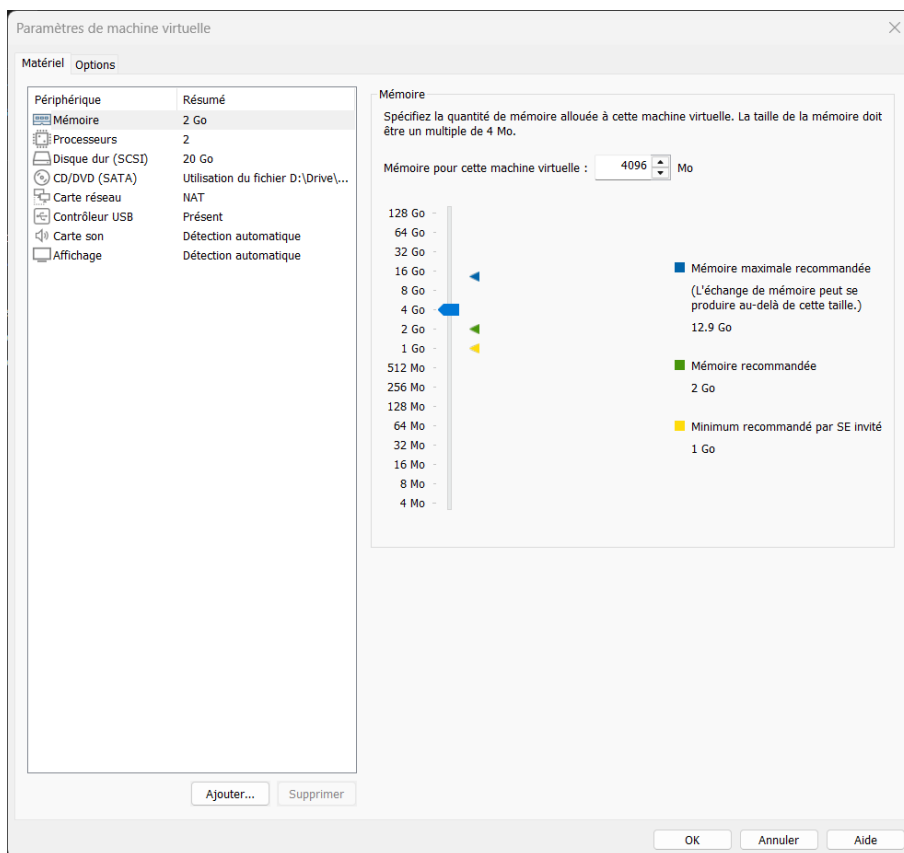 Paramètres de machine virtuelle
Matériel Options
Périphérique Résumé
Mémoire 2 Go
Processeurs 2
Disque dur (SCSI) 20 Go
CD/DVD (SATA) Utilisation du fichier D:\Drive\...
Carte réseau NAT
Contrôleur USB Présent
Carte son Détection automatique
Affichage Détection automatique
Ajouter... Supprimer
Mémoire
Spécifiez la quantité de mémoire allouée à cette machine virtuelle. La taille de la mémoire doit
être un multiple de 4 Mo.
Mémoire pour cette machine virtuelle : 4096 Mo
128 Go
64 Go
32 Go
16 Go
8 Go
4 Go
2 Go
1 Go
512 Mo
256 Mo
128 Mo
64 Mo
32 Mo
16 Mo
8 Mo
4 Mo
Mémoire maximale recommandée
(L'échange de mémoire peut se
produire au-delà de cette taille.)
12.9 Go
Mémoire recommandée
2 Go
Minimum recommandé par SE invité
1 Go
OK Annuler Aide